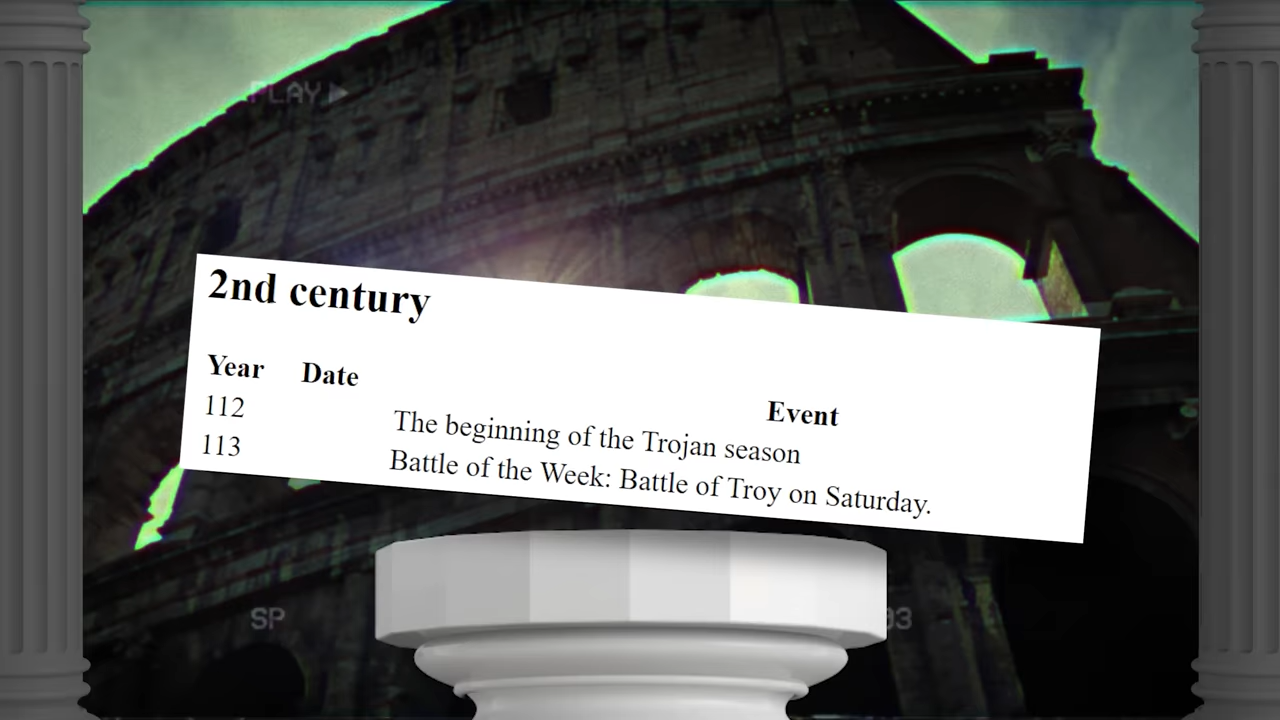 PLAY
2nd century
Year Date Event
112 The beginning of the Trojan season
113 Battle of the Week: Battle of Troy on Saturday.
SP
93